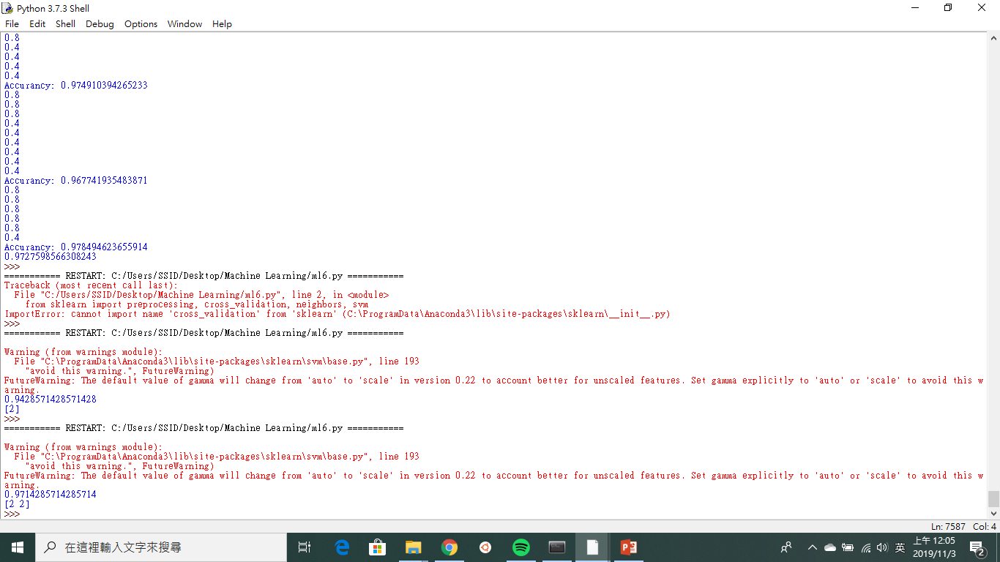 Python 3.7.3 Shell
File Edit Shell Debug Options Window Help
0.8
0.4
0.4
0.4
0.4
Accurancy: 0.974910394265233
0.8
0.8
0.8
0.4
0.4
0.4
0.4
0.4
0.4
Accurancy: 0.967741935483871
0.8
0.8
0.8
0.8
0.8
0.4
Accurancy: 0.978494623655914
0.9727598566308243
>>>
=========== RESTART: C:/Users/SSID/Desktop/Machine Learning/ml6.py ===========
Traceback (most recent call last):
  File "C:/Users/SSID/Desktop/Machine Learning/ml6.py", line 2, in <module>
    from sklearn import preprocessing, cross_validation, neighbors, svm
ImportError: cannot import name 'cross_validation' from 'sklearn' (C:\ProgramData\Anaconda3\lib\site-packages\sklearn\__init__.py)
>>>
=========== RESTART: C:/Users/SSID/Desktop/Machine Learning/ml6.py ===========
Warning (from warnings module):
  File "C:\ProgramData\Anaconda3\lib\site-packages\sklearn\svm\base.py", line 193
    "avoid this warning.", FutureWarning)
FutureWarning: The default value of gamma will change from 'auto' to 'scale' in version 0.22 to account better for unscaled features. Set gamma explicitly to 'auto' or 'scale' to avoid this w
arning.
0.9428571428571428
[2]
>>>
=========== RESTART: C:/Users/SSID/Desktop/Machine Learning/ml6.py ===========
Warning (from warnings module):
  File "C:\ProgramData\Anaconda3\lib\site-packages\sklearn\svm\base.py", line 193
    "avoid this warning.", FutureWarning)
FutureWarning: The default value of gamma will change from 'auto' to 'scale' in version 0.22 to account better for unscaled features. Set gamma explicitly to 'auto' or 'scale' to avoid this w
arning.
0.9714285714285714
[2 2]
>>>
Ln: 7587 Col: 4
在這裡輸入文字來搜尋
英
上午 12:05
2019/11/3
2